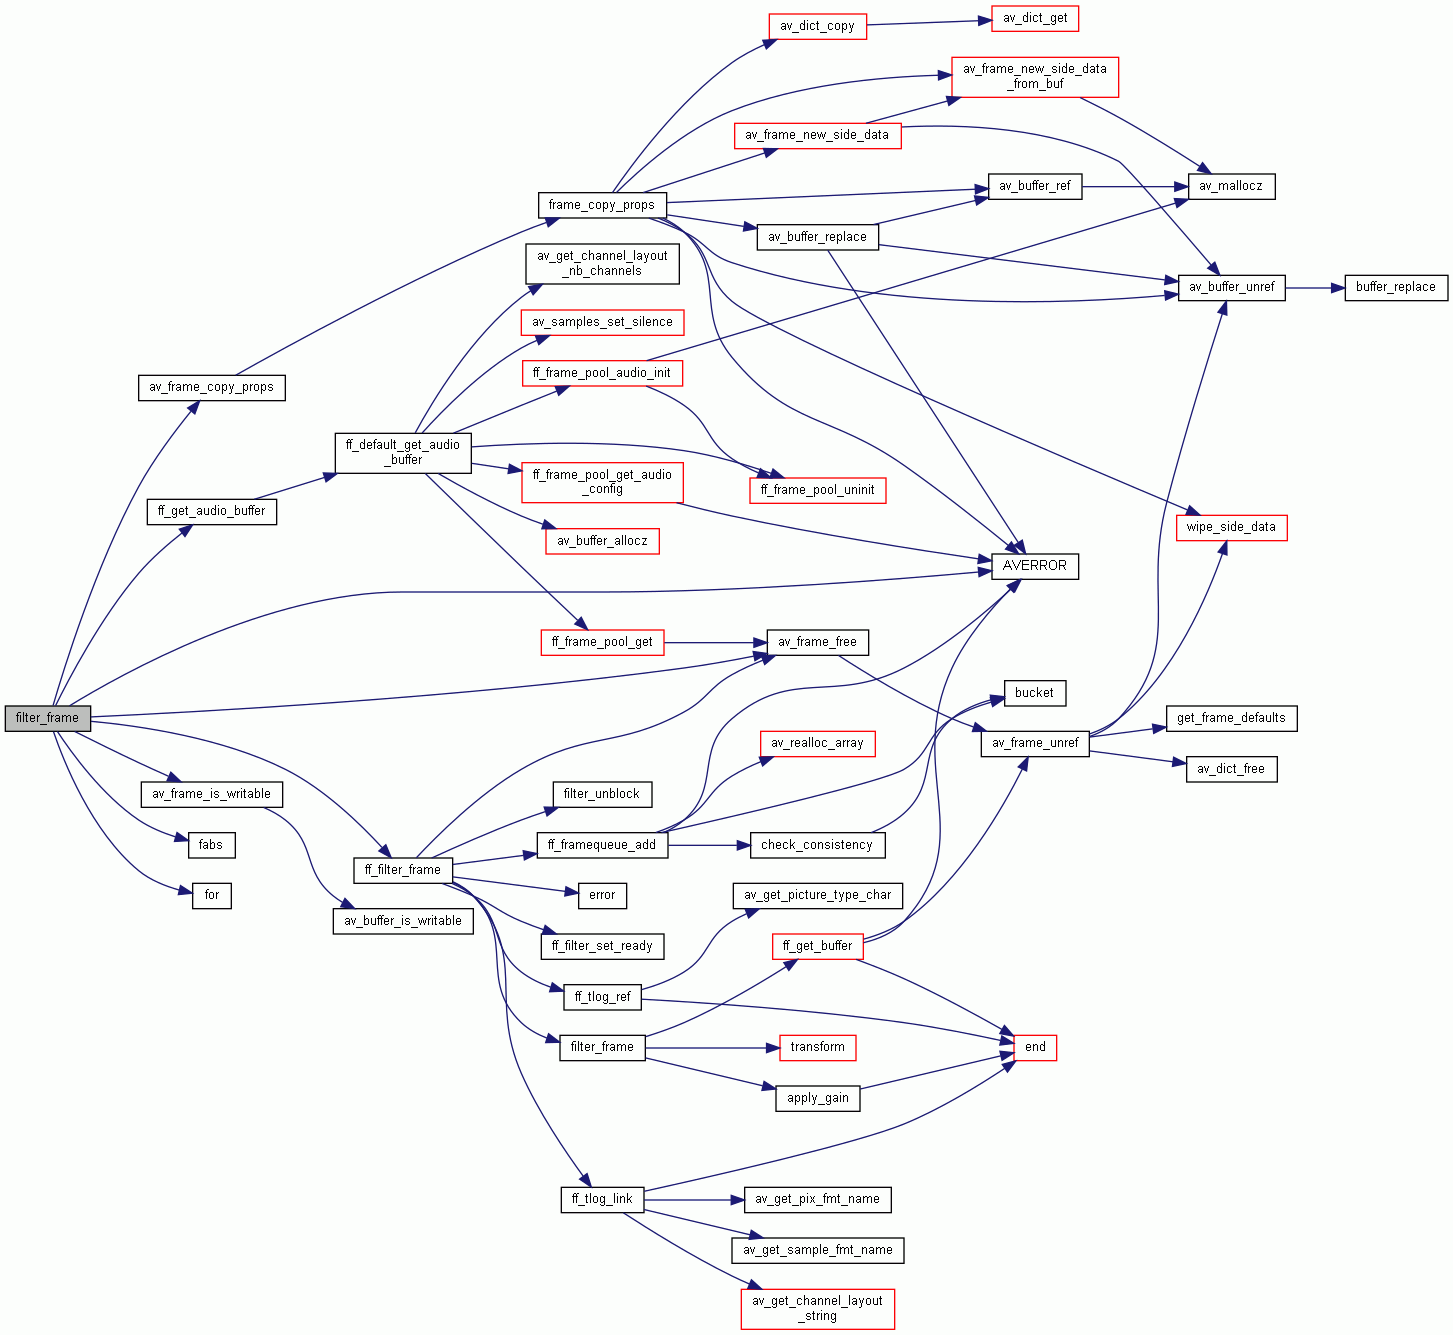 av_dict_copy
av_dict_get
av_frame_new_side_data
_from_buf
av_frame_new_side_data
av_buffer_ref
av_mallocz
frame_copy_props
av_buffer_replace
av_get_channel_layout
_nb_channels
av_buffer_unref
buffer_replace
av_samples_set_silence
ff_frame_pool_audio_init
av_frame_copy_props
ff_default_get_audio
_buffer
ff_frame_pool_get_audio
_config
ff_frame_pool_uninit
ff_get_audio_buffer
wipe_side_data
av_buffer_allocz
AVERROR
ff_frame_pool_get
av_frame_free
bucket
filter_frame
get_frame_defaults
av_realloc_array
av_frame_unref
av_dict_free
av_frame_is_writable
filter_unblock
fabs
ff_framequeue_add
check_consistency
ff_filter_frame
for
error
av_get_picture_type_char
av_buffer_is_writable
ff_filter_set_ready
ff_get_buffer
ff_tlog_ref
filter_frame
transform
end
apply_gain
ff_tlog_link
av_get_pix_fmt_name
av_get_sample_fmt_name
av_get_channel_layout
_string